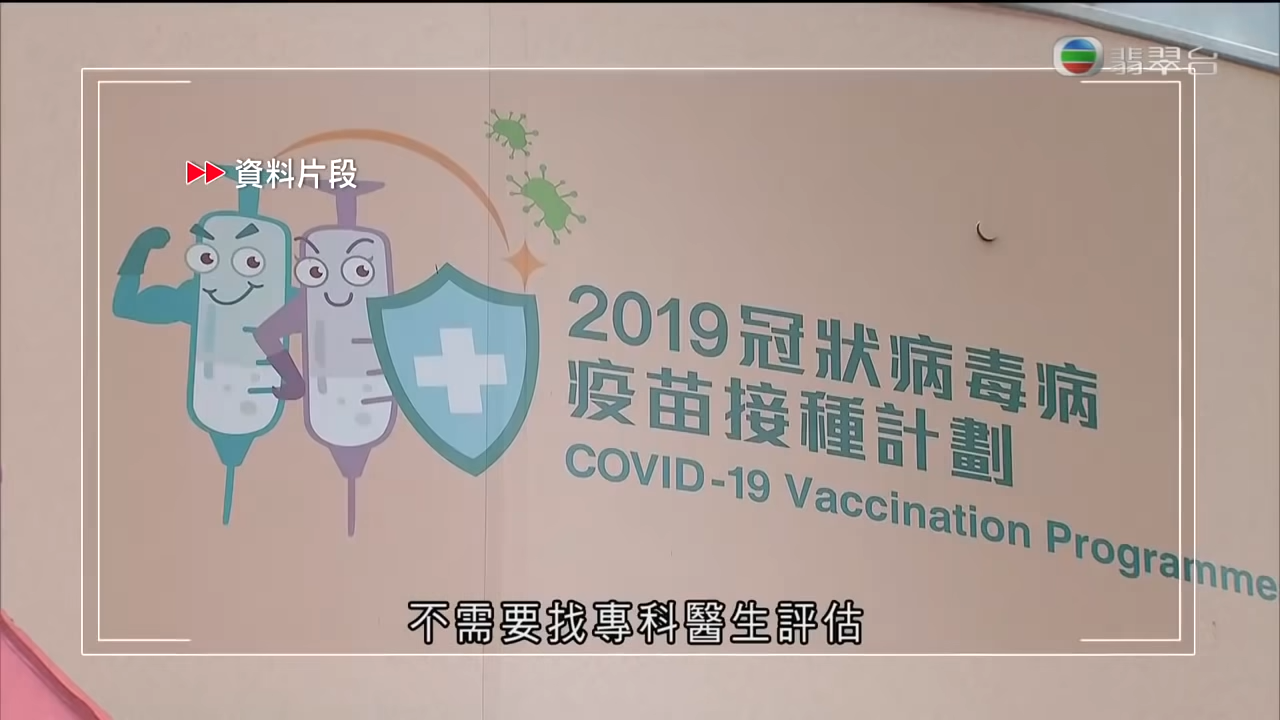 翡翠台
資料片段
2019冠狀病毒病
疫苗接種計劃
COVID-19 Vaccination Programme
不需要找專科醫生評估